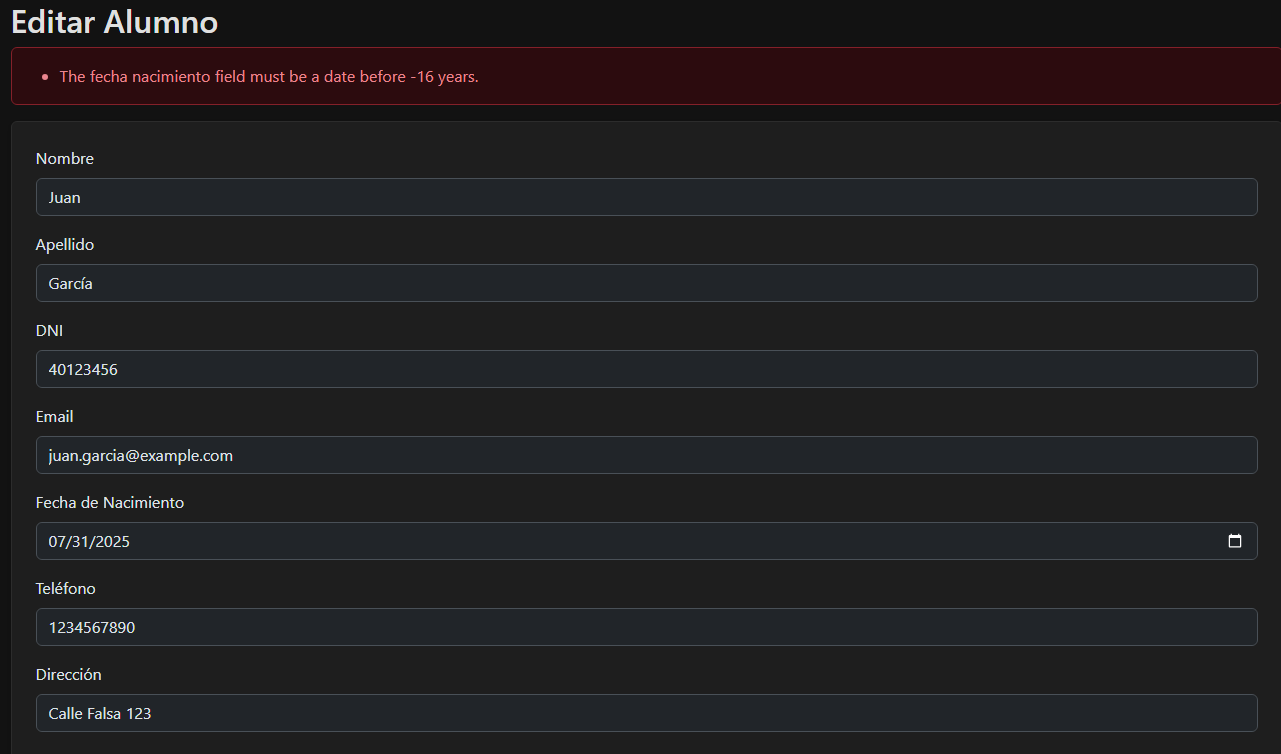 Editar Alumno
The fecha nacimiento field must be a date before -16 years.
Nombre
Juan
Apellido
García
DNI
40123456
Email
juan.garcia@example.com
Fecha de Nacimiento
07/31/2025
Teléfono
1234567890
Dirección
Calle Falsa 123